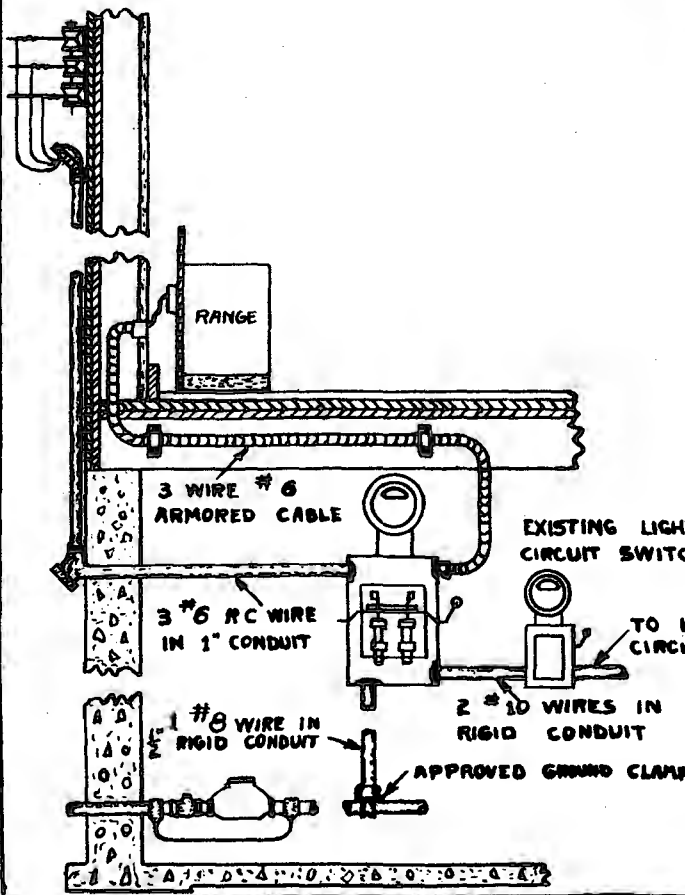 RANGE
3 WIRE #6
ARMORED CABLE
EXISTING LIGH
CIRCUIT SWITC
3 #6 RC WIRE
IN 1" CONDUIT
TO L
CIRC
2 #10 WIRES IN
RIGID CONDUIT
1 #8 WIRE IN
1/2" RIGID CONDUIT
APPROVED GROUND CLAMP